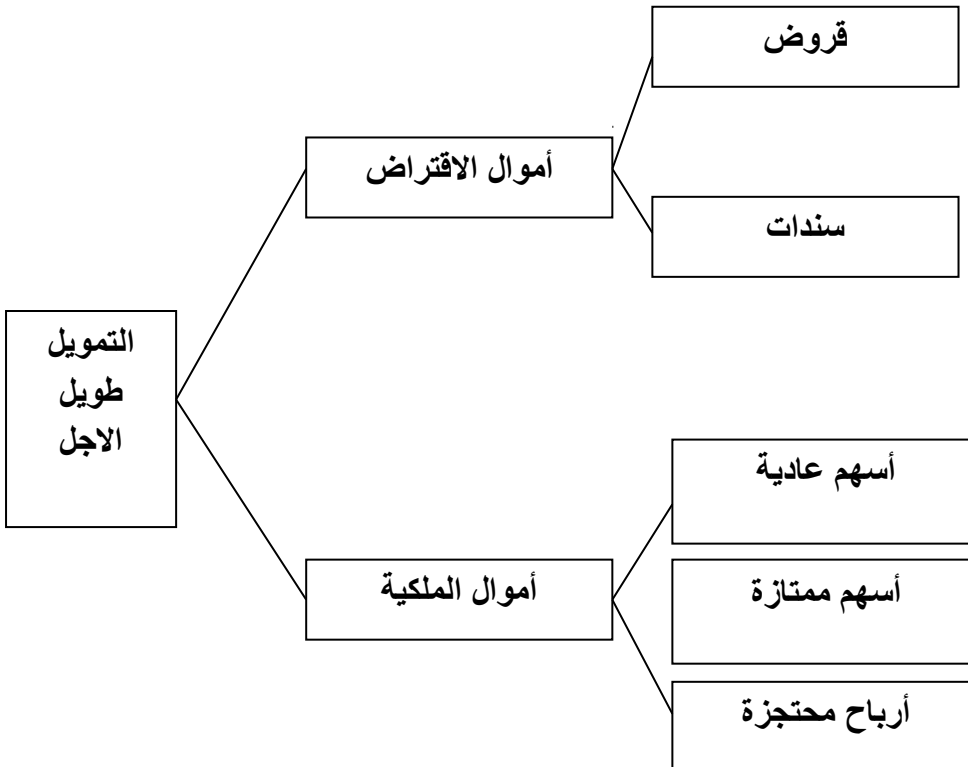 قروض
أموال الاقتراض
سندات
التمويل
طويل
الاجل
أسهم عادية
أموال الملكية
أسهم ممتازة
أرباح محتجزة